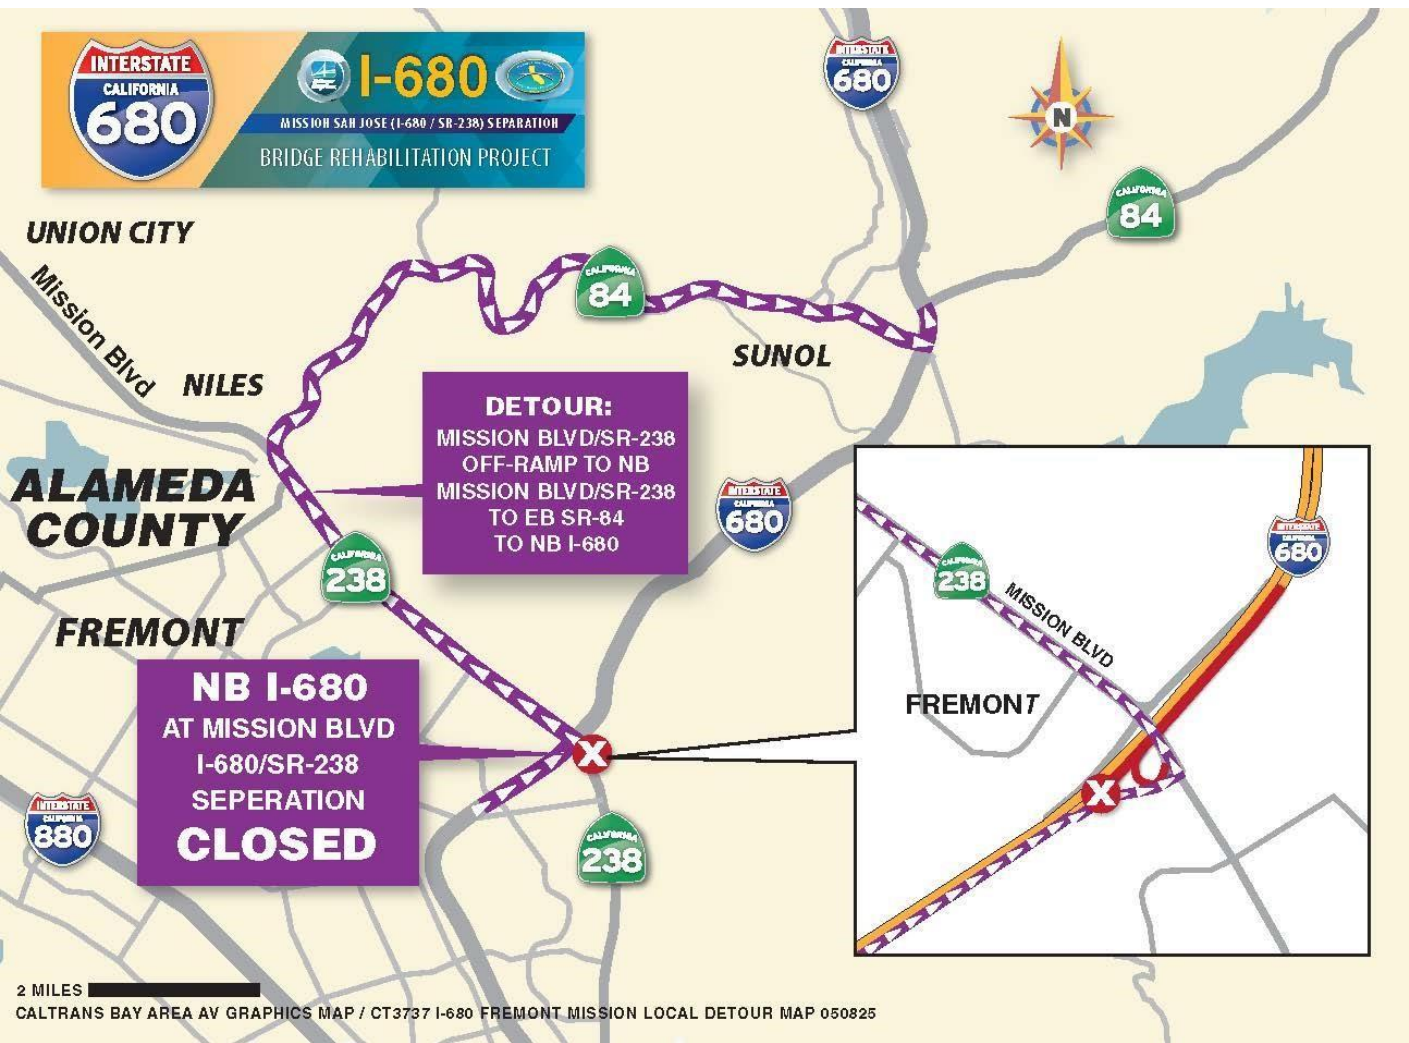 INTERSTATE
CALIFORNIA
680
I-680
MISSION SAN JOSE (I-680 / SR-238) SEPARATION
BRIDGE REHABILITATION PROJECT
INTERSTATE
CALIFORNIA
680
N
CALIFORNIA
84
UNION CITY
Mission Blvd
CALIFORNIA
84
SUNOL
NILES
DETOUR:
MISSION BLVD/SR-238
OFF-RAMP TO NB
MISSION BLVD/SR-238
TO EB SR-84
TO NB I-680
ALAMEDA
COUNTY
INTERSTATE
CALIFORNIA
680
CALIFORNIA
238
FREMONT
NB I-680
AT MISSION BLVD
I-680/SR-238
SEPERATION
CLOSED
X
INTERSTATE
CALIFORNIA
880
CALIFORNIA
238
INTERSTATE
CALIFORNIA
680
CALIFORNIA
238
MISSION BLVD
FREMONT
X
2 MILES
CALTRANS BAY AREA AV GRAPHICS MAP / CT3737 I-680 FREMONT MISSION LOCAL DETOUR MAP 050825